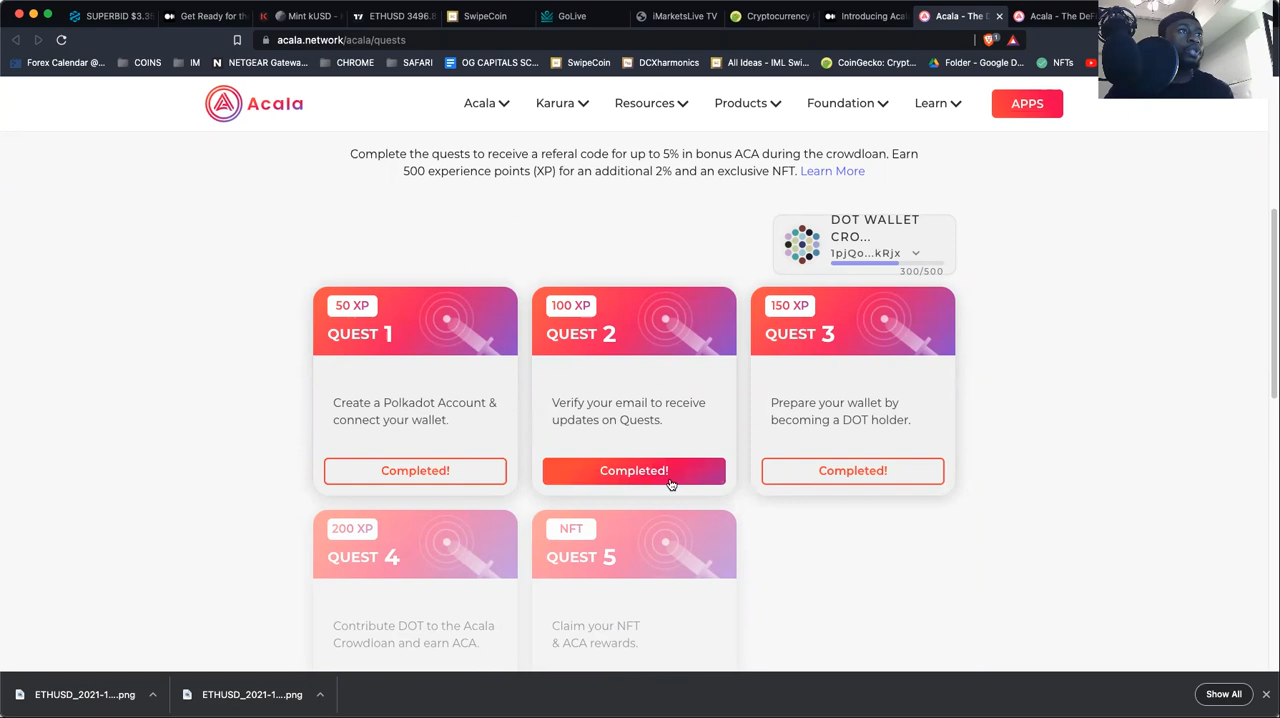 SUPERBID $3.3
Get Ready for the
Mint kUSD -
ETHUSD 3496.8
SwipeCoin
GoLive
iMarketsLive TV
Cryptocurrency
Introducing Acal
Acala - The D
Acala - The DeF
acala.network/acala/quests
1
Forex Calendar @...
COINS
IM
NETGEAR Gatewa...
CHROME
SAFARI
OG CAPITALS SC...
SwipeCoin
DCXharmonics
All Ideas - IML Swi...
CoinGecko: Crypt...
Folder - Google D...
NFTs
Acala
Acala
Karura
Resources
Products
Foundation
Learn
APPS
Complete the quests to receive a referal code for up to 5% in bonus ACA during the crowdloan. Earn
500 experience points (XP) for an additional 2% and an exclusive NFT. Learn More
DOT WALLET
CRO...
1pjQo...kRjx
300/500
50 XP
QUEST 1
Create a Polkadot Account &
connect your wallet.
Completed!
100 XP
QUEST 2
Verify your email to receive
updates on Quests.
Completed!
150 XP
QUEST 3
Prepare your wallet by
becoming a DOT holder.
Completed!
200 XP
QUEST 4
Contribute DOT to the Acala
Crowdloan and earn ACA.
NFT
QUEST 5
Claim your NFT
& ACA rewards.
ETHUSD_2021-1....png
ETHUSD_2021-1....png
Show All